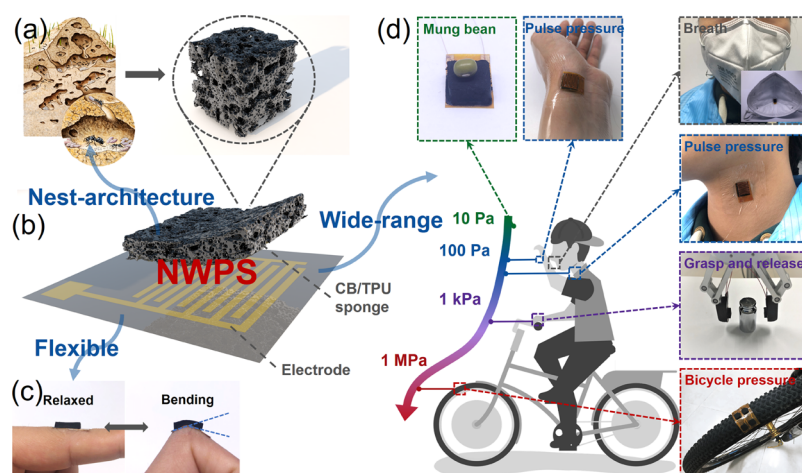 (a)
Nest-architecture
(b)
NWPS
Wide-range
CB/TPU
sponge
Electrode
Flexible
(c)
Relaxed
Bending
(d)
Mung bean
Pulse pressure
Breath
Pulse pressure
10 Pa
100 Pa
1 kPa
Grasp and release
1 MPa
Bicycle pressure